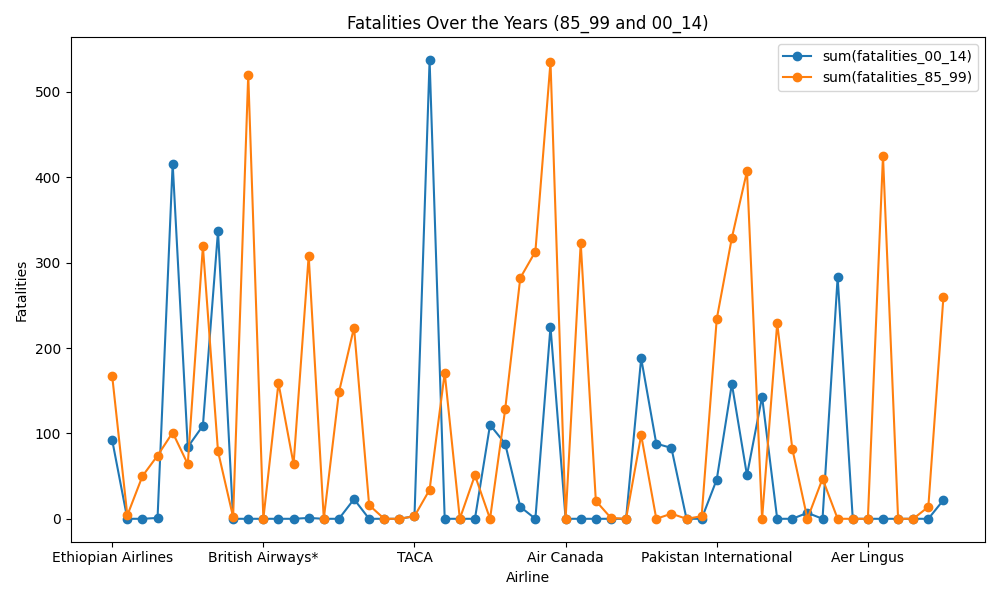 Fatalities Over the Years (85_99 and 00_14)
sum(fatalities_00_14)
sum(fatalities_85_99)
Fatalities
500
400
300
200
100
0
Ethiopian Airlines British Airways* TACA Air Canada Pakistan International Aer Lingus
Airline